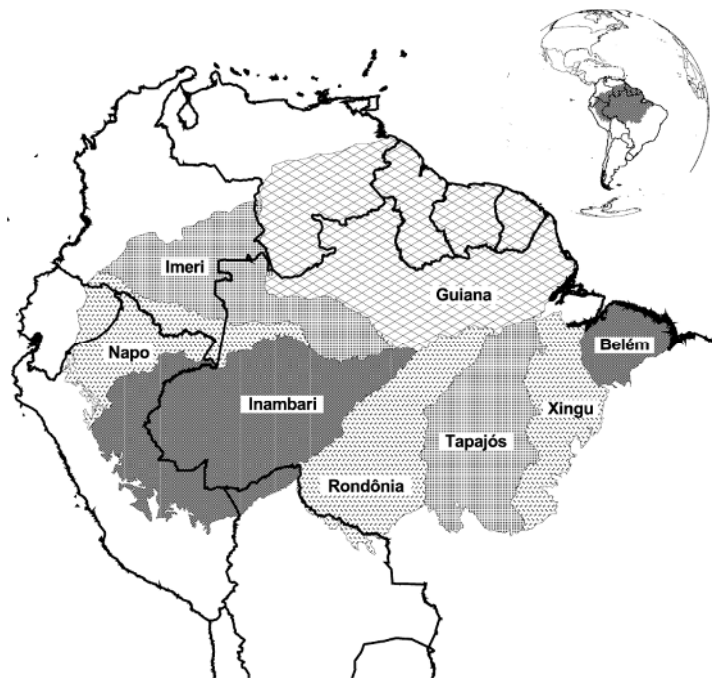 Imeri
Guiana
Napo
Belém
Inambari
Xingu
Tapajós
Rondônia